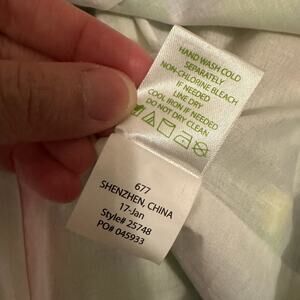 HAND WASH COLD
SEPARATELY
NON-CHLORINE BLEACH
IF NEEDED
LINE DRY
COOL IRON IF NEEDED
DO NOT DRY CLEAN
677
SHENZHEN, CHINA
17-Jan
Style# 25748
PO# 045933